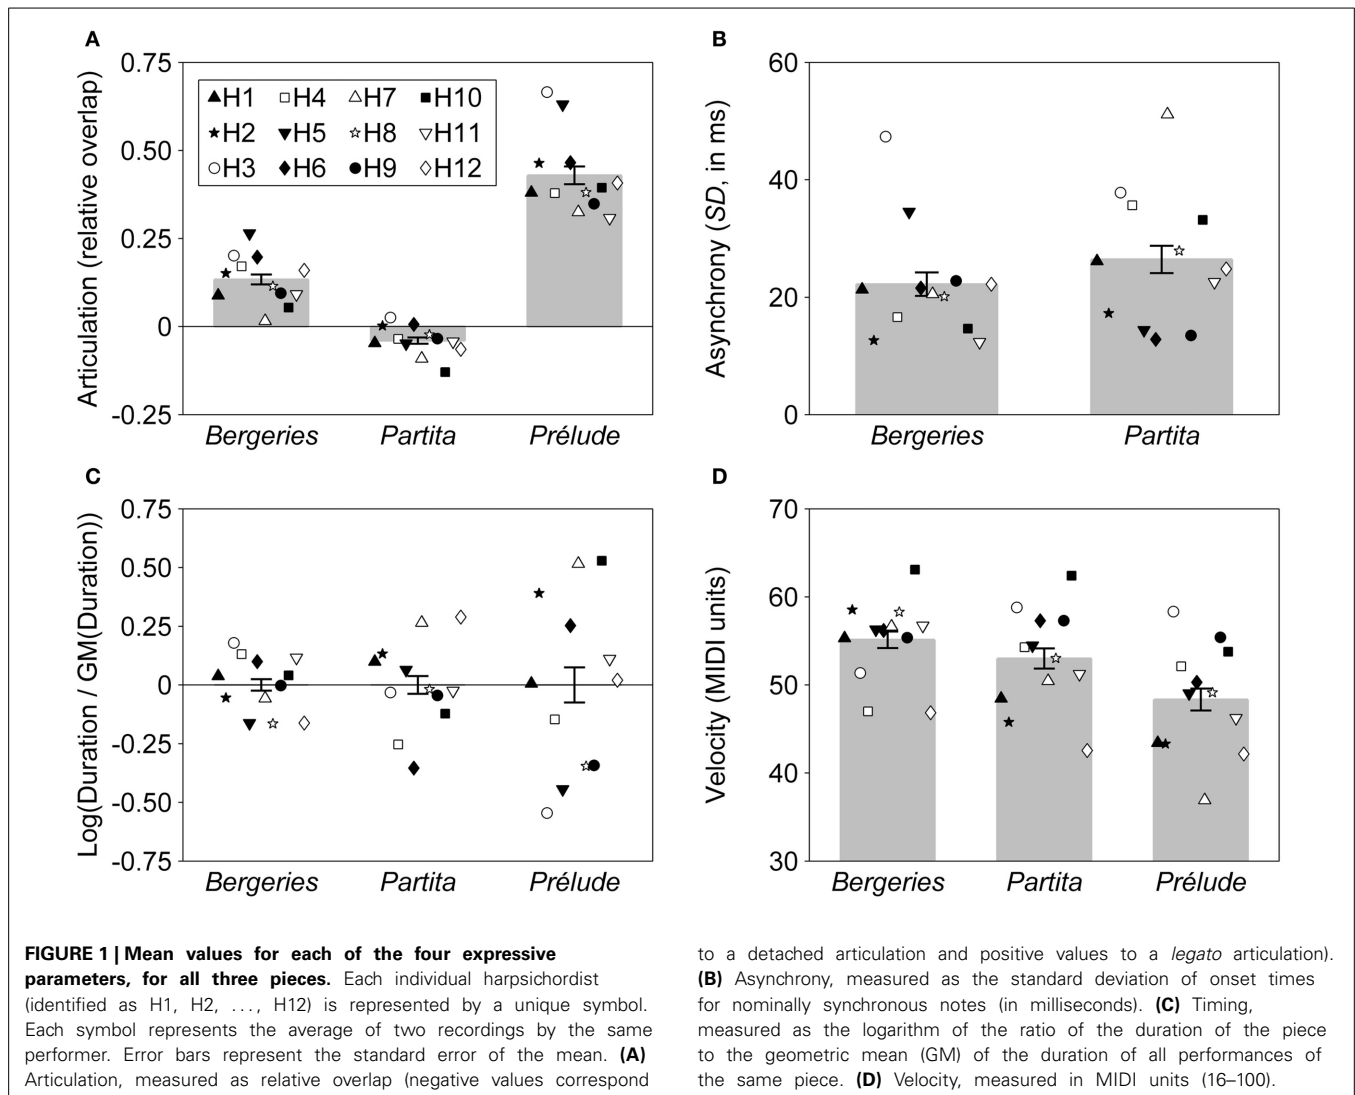 A
Articulation (relative overlap)
0.75
0.50
0.25
0
-0.25
H1 H4 H7 H10
H2 H5 H8 H11
H3 H6 H9 H12
Bergeries Partita Prélude
B
Asynchrony (SD, in ms)
60
40
20
0
Bergeries Partita
C
Log(Duration / GM(Duration))
0.75
0.50
0.25
0
-0.25
-0.50
-0.75
Bergeries Partita Prélude
D
Velocity (MIDI units)
70
60
50
40
30
Bergeries Partita Prélude
FIGURE 1 | Mean values for each of the four expressive
parameters, for all three pieces. Each individual harpsichordist
(identified as H1, H2, ..., H12) is represented by a unique symbol.
Each symbol represents the average of two recordings by the same
performer. Error bars represent the standard error of the mean. (A)
Articulation, measured as relative overlap (negative values correspond
to a detached articulation and positive values to a legato articulation).
(B) Asynchrony, measured as the standard deviation of onset times
for nominally synchronous notes (in milliseconds). (C) Timing,
measured as the logarithm of the ratio of the duration of the piece
to the geometric mean (GM) of the duration of all performances of
the same piece. (D) Velocity, measured in MIDI units (16–100).